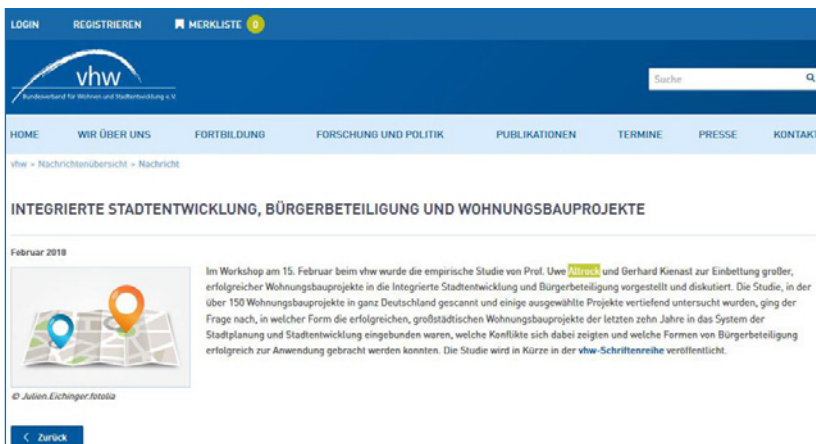 LOGIN REGISTRIEREN MERKLISTE 0
vhw
Bundesverband für Wohnen und Stadtentwicklung e.V.
Suche
HOME WIR ÜBER UNS FORTBILDUNG FORSCHUNG UND POLITIK PUBLIKATIONEN TERMINE PRESSE KONTAKT
vhw » Nachrichtenübersicht » Nachricht
INTEGRIERTE STADTENTWICKLUNG, BÜRGERBETEILIGUNG UND WOHNUNGSBAUPROJEKTE
Februar 2018
Im Workshop am 15. Februar beim vhw wurde die empirische Studie von Prof. Uwe Altrock und Gerhard Kienast zur Einbettung großer,
erfolgreicher Wohnungsbauprojekte in die Integrierte Stadtentwicklung und Bürgerbeteiligung vorgestellt und diskutiert. Die Studie, in der
über 150 Wohnungsbauprojekte in ganz Deutschland gescannt und einige ausgewählte Projekte vertiefend untersucht wurden, ging der
Frage nach, in welcher Form die erfolgreichen, großstädtischen Wohnungsbauprojekte der letzten zehn Jahre in das System der
Stadtplanung und Stadtentwicklung eingebunden waren, welche Konflikte sich dabei zeigten und welche Formen von Bürgerbeteiligung
erfolgreich zur Anwendung gebracht werden konnten. Die Studie wird in Kürze in der vhw-Schriftenreihe veröffentlicht.
© Julien.Eichinger.fotolia
< Zurück